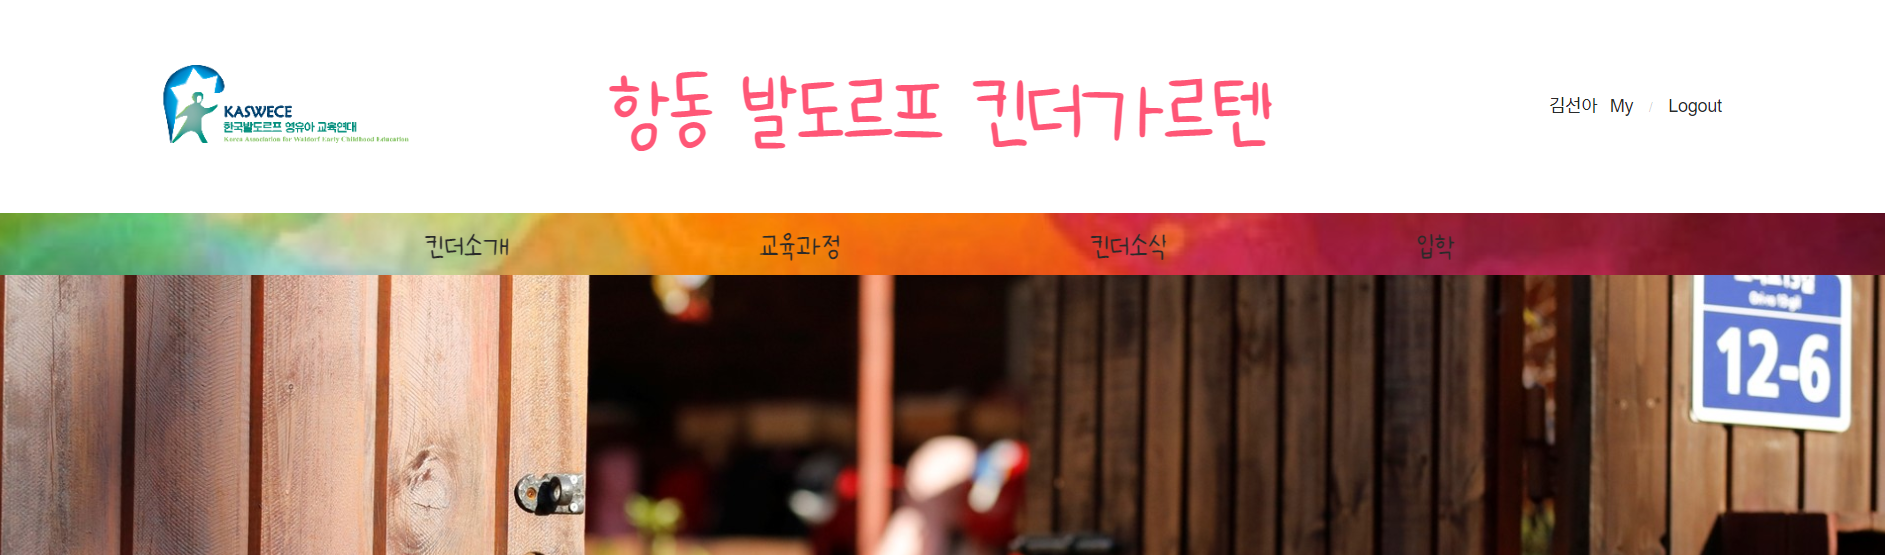 KASWECE
한국발도르프 영유아 교육연대
Korea Association for Waldorf Early Childhood Education
항동 발도르프 킨더가르텐
김선아 My / Logout
킨더소개 교육과정 킨더소식 입학
12-6